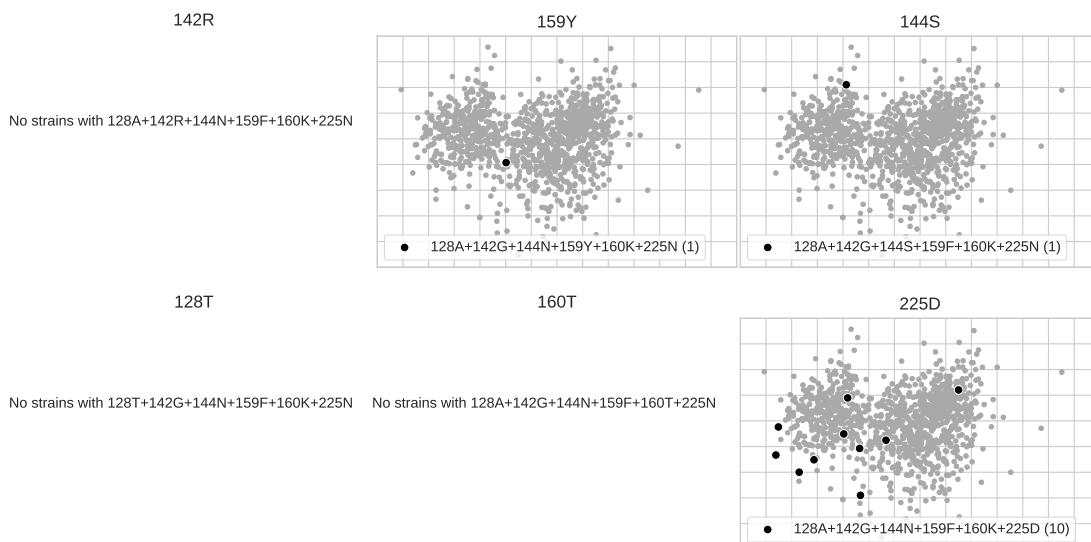 142R
159Y
144S
No strains with 128A+142R+144N+159F+160K+225N
128A+142G+144N+159Y+160K+225N (1)
128A+142G+144S+159F+160K+225N (1)
128T
160T
225D
No strains with 128T+142G+144N+159F+160K+225N
No strains with 128A+142G+144N+159F+160T+225N
128A+142G+144N+159F+160K+225D (10)